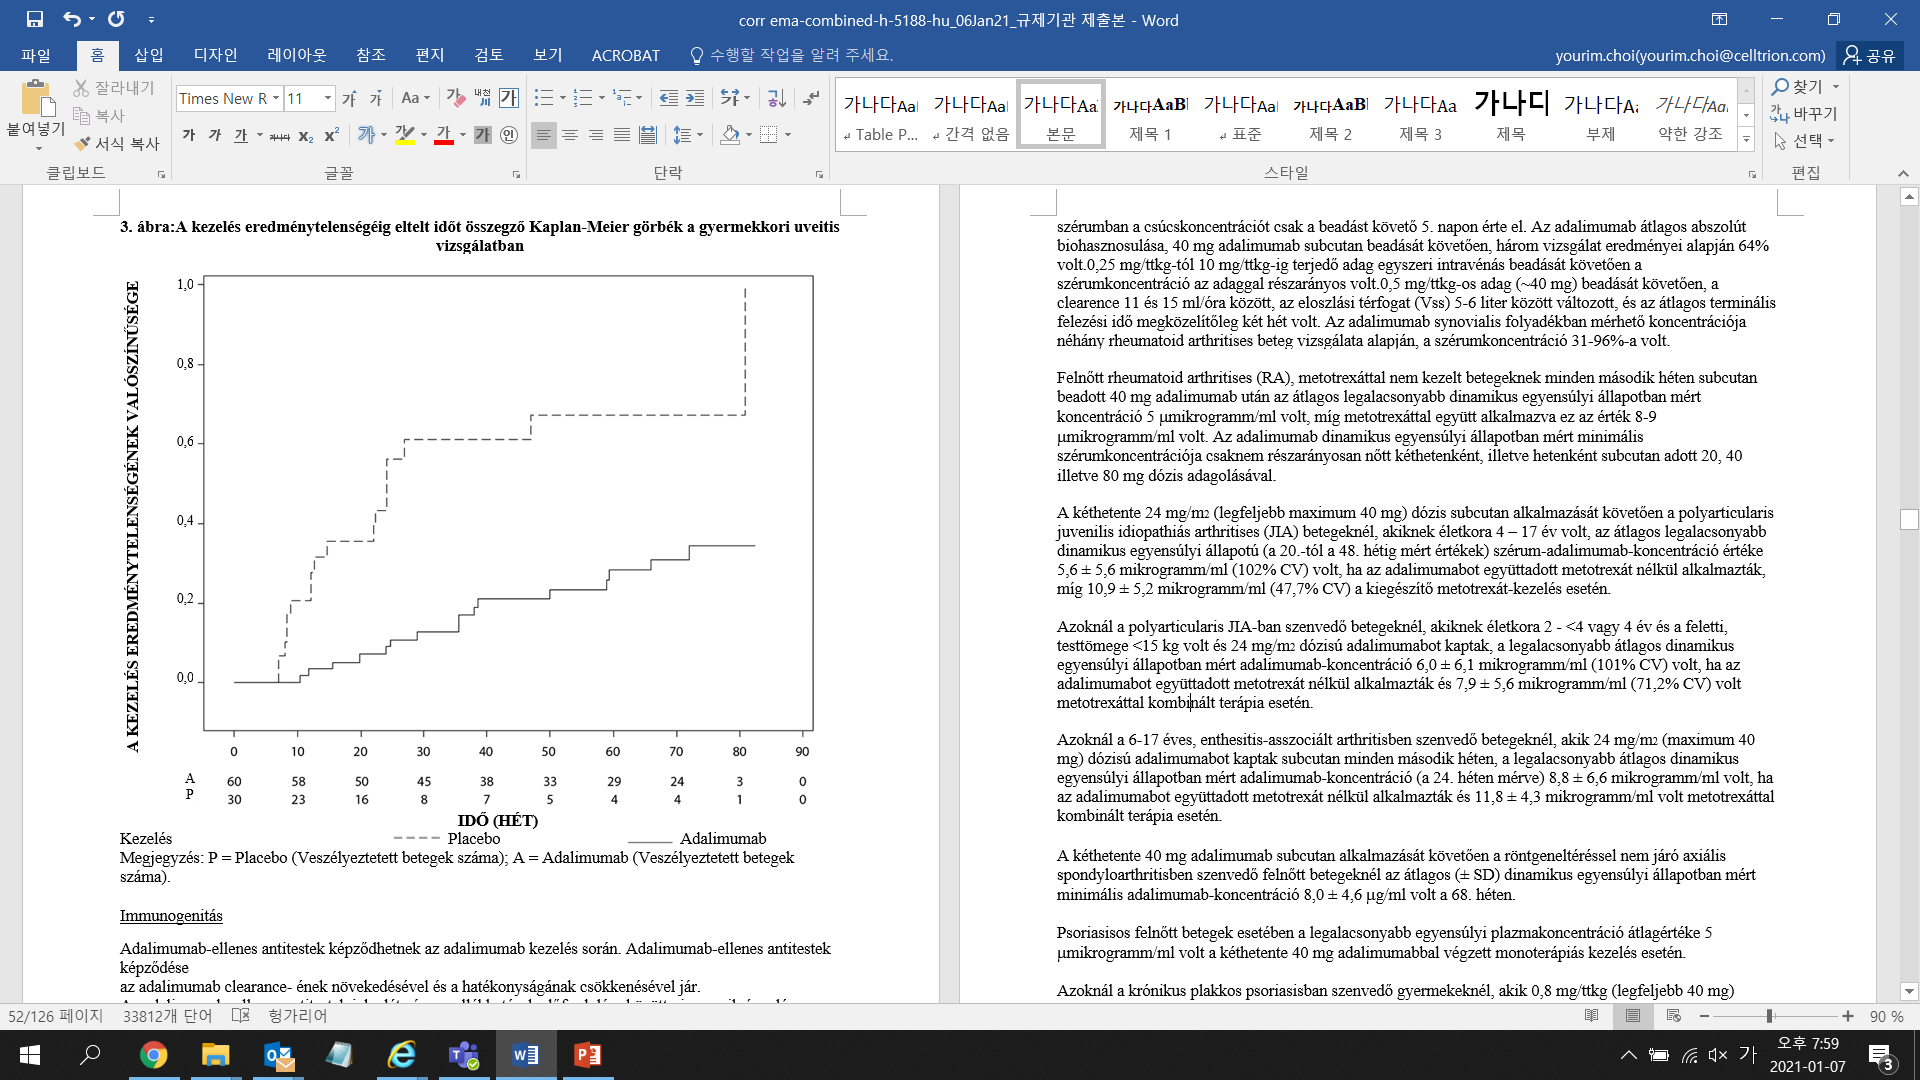 corr ema-combined-h-5188-hu_06Jan21_규제기관 제출본 - Word
파일 홈 삽입 디자인 레이아웃 참조 편지 검토 보기 ACROBAT 수행할 작업을 알려 주세요.
yourim.choi(yourim.choi@celltrion.com) 공유
붙여넣기 잘라내기 복사 서식 복사
Times New R 11
가나다Aal Table P... 간격 없음 본문 제목 1 표준 제목 2 제목 3 제목 부제 약한 강조
찾기 바꾸기 선택
클립보드 글꼴 단락 스타일 편집
3. ábra:A kezelés eredménytelenségéig eltelt időt összegző Kaplan-Meier görbék a gyermekkori uveitis
vizsgálatban
A KEZELÉS EREDMÉNYTELENSÉGÉNEK VALÓSZÍNŰSÉGE
1,0
0,8
0,6
0,4
0,2
0,0
0 10 20 30 40 50 60 70 80 90
A 60 58 50 45 38 33 29 24 3 0
P 30 23 16 8 7 5 4 4 1 0
IDŐ (HÉT)
Kezelés Placebo Adalimumab
Megjegyzés: P = Placebo (Veszélyeztetett betegek száma); A = Adalimumab (Veszélyeztetett betegek
száma).
Immunogenitás
Adalimumab-ellenes antitestek képződhetnek az adalimumab kezelés során. Adalimumab-ellenes antitestek
képződése
az adalimumab clearance- ének növekedésével és a hatékonyságának csökkenésével jár.
szérumban a csúcskoncentrációt csak a beadást követő 5. napon érte el. Az adalimumab átlagos abszolút
biohasznosulása, 40 mg adalimumab subcutan beadását követően, három vizsgálat eredményei alapján 64%
volt.0,25 mg/ttkg-tól 10 mg/ttkg-ig terjedő adag egyszeri intravénás beadását követően a
szérumkoncentráció az adaggal részarányos volt.0,5 mg/ttkg-os adag (~40 mg) beadását követően, a
clearence 11 és 15 ml/óra között, az eloszlási térfogat (Vss) 5-6 liter között változott, és az átlagos terminális
felezési idő megközelítőleg két hét volt. Az adalimumab synovialis folyadékban mérhető koncentrációja
néhány rheumatoid arthritises beteg vizsgálata alapján, a szérumkoncentráció 31-96%-a volt.
Felnőtt rheumatoid arthritises (RA), metotrexáttal nem kezelt betegeknek minden második héten subcutan
beadott 40 mg adalimumab után az átlagos legalacsonyabb dinamikus egyensúlyi állapotban mért
koncentráció 5 µmikrogramm/ml volt, míg metotrexáttal együtt alkalmazva ez az érték 8-9
µmikrogramm/ml volt. Az adalimumab dinamikus egyensúlyi állapotban mért minimális
szérumkoncentrációja csaknem részarányosan nőtt kéthetenként, illetve hetenként subcutan adott 20, 40
illetve 80 mg dózis adagolásával.
A kéthetente 24 mg/m2 (legfeljebb maximum 40 mg) dózis subcutan alkalmazását követően a polyarticularis
juvenilis idiopathiás arthritises (JIA) betegeknél, akiknek életkora 4 – 17 év volt, az átlagos legalacsonyabb
dinamikus egyensúlyi állapotú (a 20.-tól a 48. hétig mért értékek) szérum-adalimumab-koncentráció értéke
5,6 ± 5,6 mikrogramm/ml (102% CV) volt, ha az adalimumabot együttadott metotrexát nélkül alkalmazták,
míg 10,9 ± 5,2 mikrogramm/ml (47,7% CV) a kiegészítő metotrexát-kezelés esetén.
Azoknál a polyarticularis JIA-ban szenvedő betegeknél, akiknek életkora 2 - <4 vagy 4 év és a feletti,
testtömege <15 kg volt és 24 mg/m2 dózisú adalimumabot kaptak, a legalacsonyabb átlagos dinamikus
egyensúlyi állapotban mért adalimumab-koncentráció 6,0 ± 6,1 mikrogramm/ml (101% CV) volt, ha az
adalimumabot együttadott metotrexát nélkül alkalmazták és 7,9 ± 5,6 mikrogramm/ml (71,2% CV) volt
metotrexáttal kombinált terápia esetén.
Azoknál a 6-17 éves, enthesitis-asszociált arthritisben szenvedő betegeknél, akik 24 mg/m2 (maximum 40
mg) dózisú adalimumabot kaptak subcutan minden második héten, a legalacsonyabb átlagos dinamikus
egyensúlyi állapotban mért adalimumab-koncentráció (a 24. héten mérve) 8,8 ± 6,6 mikrogramm/ml volt, ha
az adalimumabot együttadott metotrexát nélkül alkalmazták és 11,8 ± 4,3 mikrogramm/ml volt metotrexáttal
kombinált terápia esetén.
A kéthetente 40 mg adalimumab subcutan alkalmazását követően a röntgeneltéréssel nem járó axiális
spondyloarthritisben szenvedő felnőtt betegeknél az átlagos (± SD) dinamikus egyensúlyi állapotban mért
minimális adalimumab-koncentráció 8,0 ± 4,6 µg/ml volt a 68. héten.
Psoriasisos felnőtt betegek esetében a legalacsonyabb egyensúlyi plazmakoncentráció átlagértéke 5
µmikrogramm/ml volt a kéthetente 40 mg adalimumabbal végzett monoterápiás kezelés esetén.
Azoknál a krónikus plakkos psoriasisban szenvedő gyermekeknél, akik 0,8 mg/ttkg (legfeljebb 40 mg)
52/126 페이지 33812개 단어 헝가리어 90 %
가 오후 7:59
2021-01-07 3